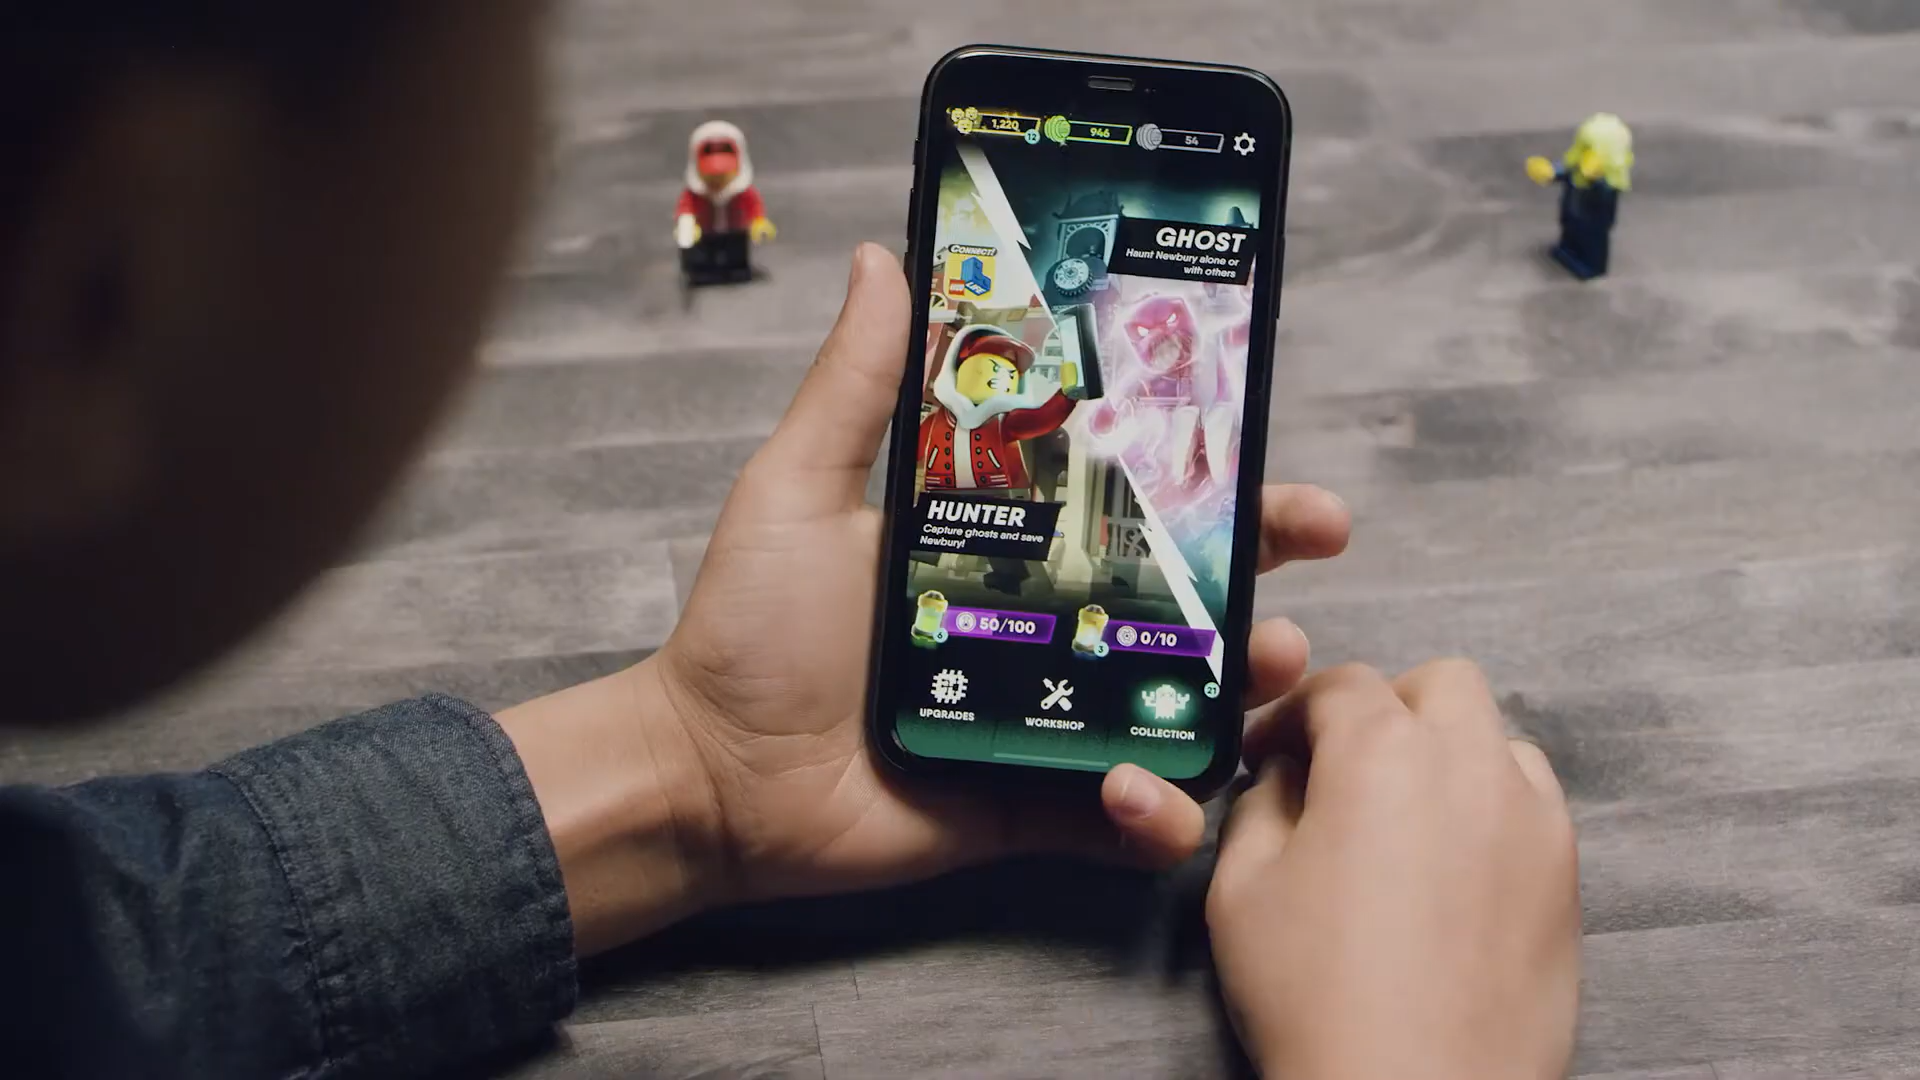 1,220
12
946
54
CONNECT!
LIFE
GHOST
Haunt Newbury alone or
with others
HUNTER
Capture ghosts and save
Newbury!
6
50/100
3
0/10
21
UPGRADES
WORKSHOP
COLLECTION